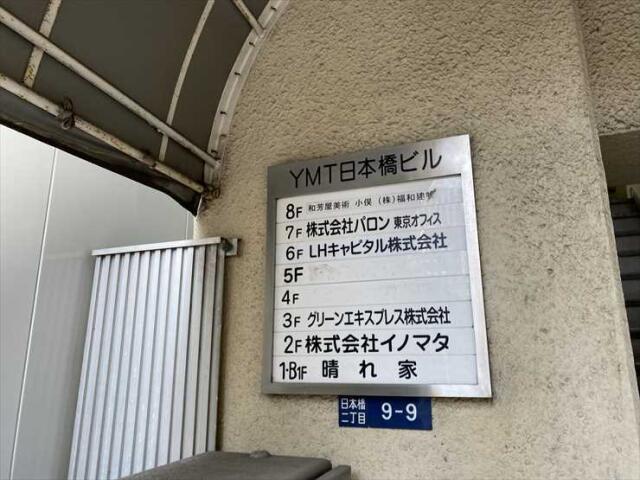 YMT日本橋ビル
8F 和芳屋美術 小俣 (株)福和建物
7F 株式会社バロン 東京オフィス
6F LHキャピタル株式会社
5F
4F
3F グリーンエキスプレス株式会社
2F 株式会社イノマタ
1・B1F 晴れ家
日本橋
二丁目 9-9